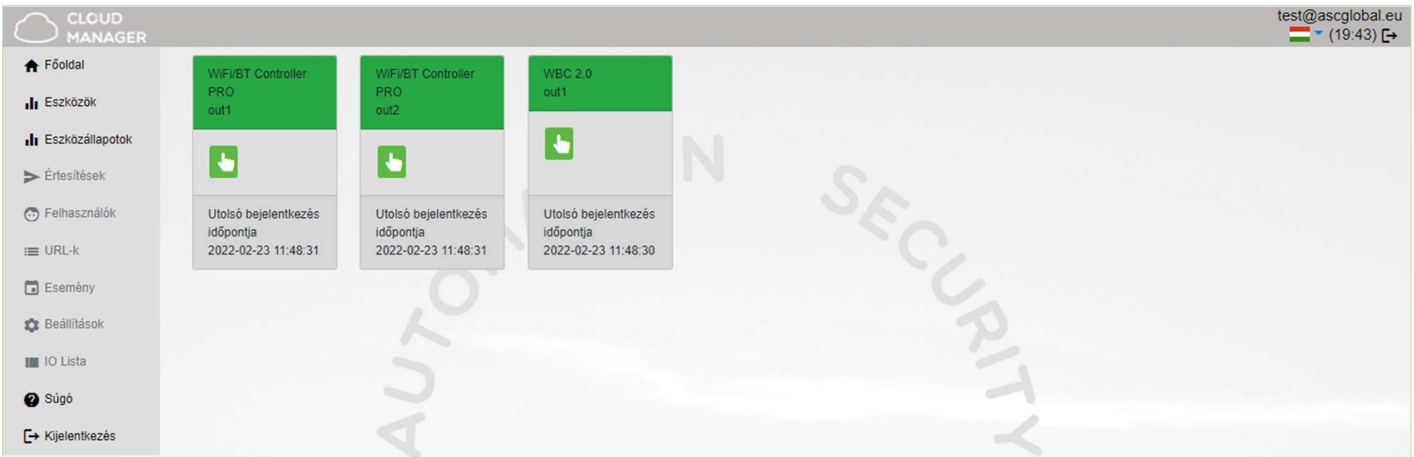 CLOUD
MANAGER
test@ascglobal.eu
(19:43)
Főoldal
Eszközök
Eszközállapotok
Értesítések
Felhasználók
URL-k
Esemény
Beállítások
IO Lista
Súgó
Kijelentkezés
WiFi/BT Controller
PRO
out1
Utolsó bejelentkezés
időpontja
2022-02-23 11:48:31
WiFi/BT Controller
PRO
out2
Utolsó bejelentkezés
időpontja
2022-02-23 11:48:31
WBC 2.0
out1
Utolsó bejelentkezés
időpontja
2022-02-23 11:48:30
SECURITY